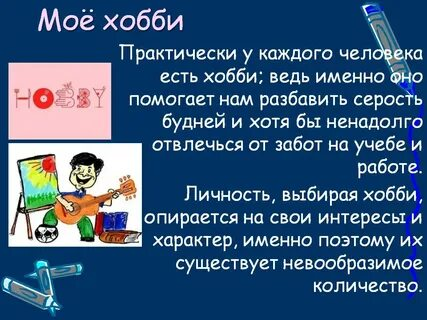 Моё хобби
Практически у каждого человека
есть хобби; ведь именно оно
помогает нам разбавить серость
будней и хотя бы ненадолго
отвлечься от забот на учебе и
работе.
HOBBY
Личность, выбирая хобби,
опирается на свои интересы и
характер, именно поэтому их
существует невообразимое
количество.